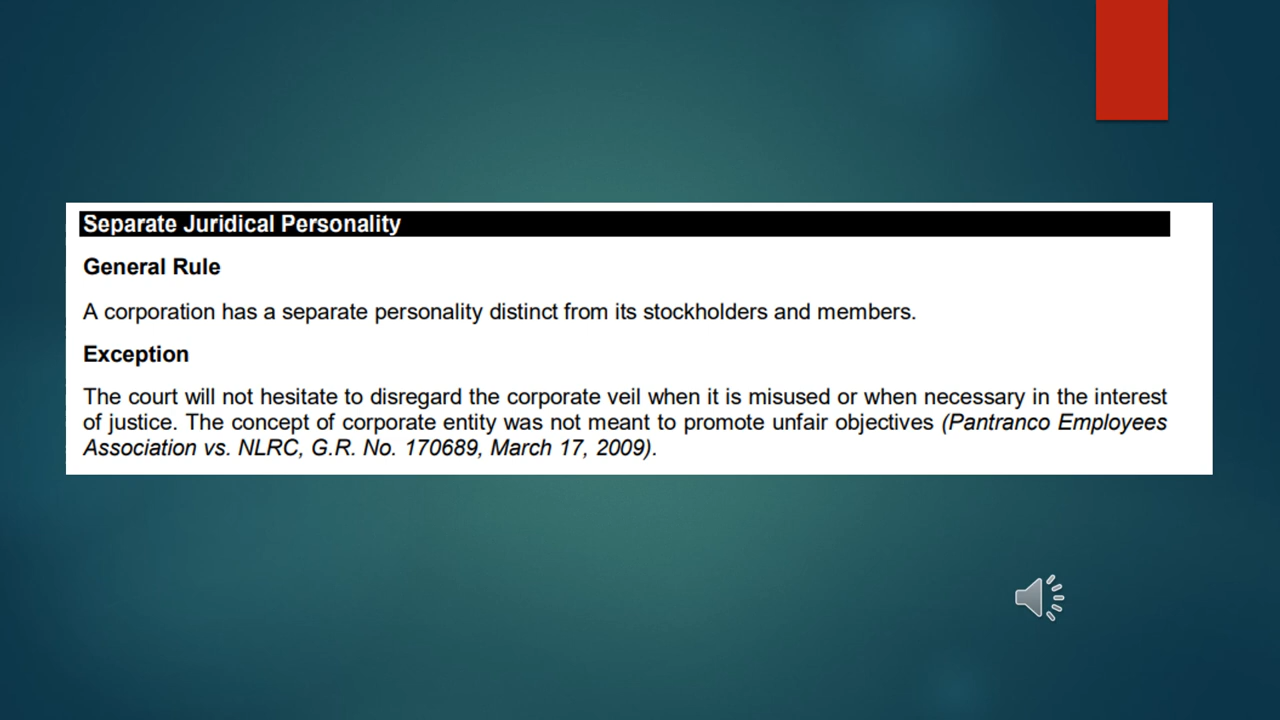 Separate Juridical Personality
General Rule
A corporation has a separate personality distinct from its stockholders and members.
Exception
The court will not hesitate to disregard the corporate veil when it is misused or when necessary in the interest
of justice. The concept of corporate entity was not meant to promote unfair objectives (Pantranco Employees
Association vs. NLRC, G.R. No. 170689, March 17, 2009).